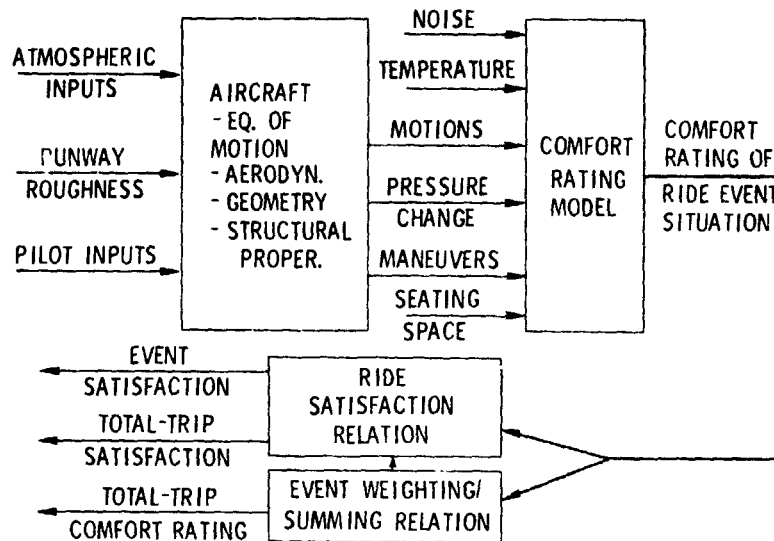 ATMOSPHERIC
INPUTS
RUNWAY
ROUGHNESS
PILOT INPUTS
AIRCRAFT
- EQ. OF
MOTION
- AERODYN.
- GEOMETRY
- STRUCTURAL
PROPER.
NOISE
TEMPERATURE
MOTIONS
PRESSURE
CHANGE
MANEUVERS
SEATING
SPACE
COMFORT
RATING
MODEL
COMFORT
RATING OF
RIDE EVENT
SITUATION
EVENT
SATISFACTION
TOTAL-TRIP
SATISFACTION
TOTAL-TRIP
COMFORT RATING
RIDE
SATISFACTION
RELATION
EVENT WEIGHTING/
SUMMING RELATION